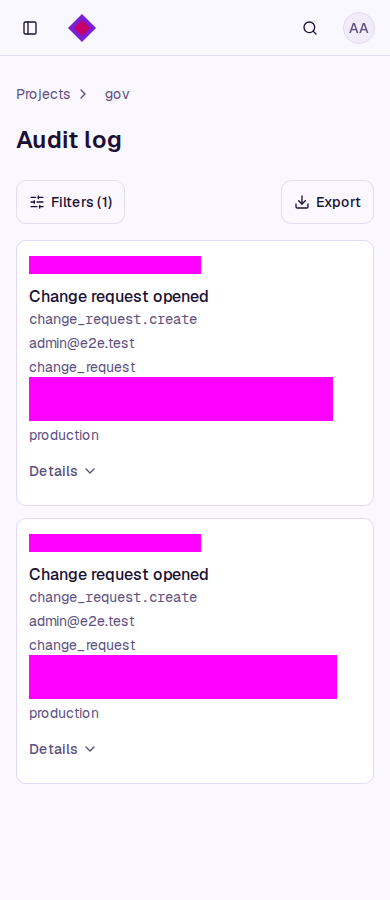 AA
Projects > gov
Audit log
Filters (1)
Export
Change request opened
change_request.create
admin@e2e.test
change_request
production
Details
Change request opened
change_request.create
admin@e2e.test
change_request
production
Details